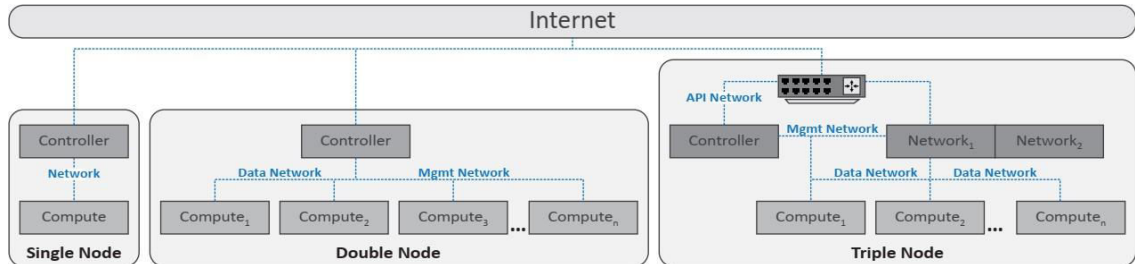 Internet
API Network
Controller
Controller
Controller
Mgmt Network
Network1
Network2
Network
Data Network
Mgmt Network
Data Network
Data Network
Compute
Compute1
Compute2
Compute3
...
Computen
Compute1
Compute2
...
Computen
Single Node
Double Node
Triple Node